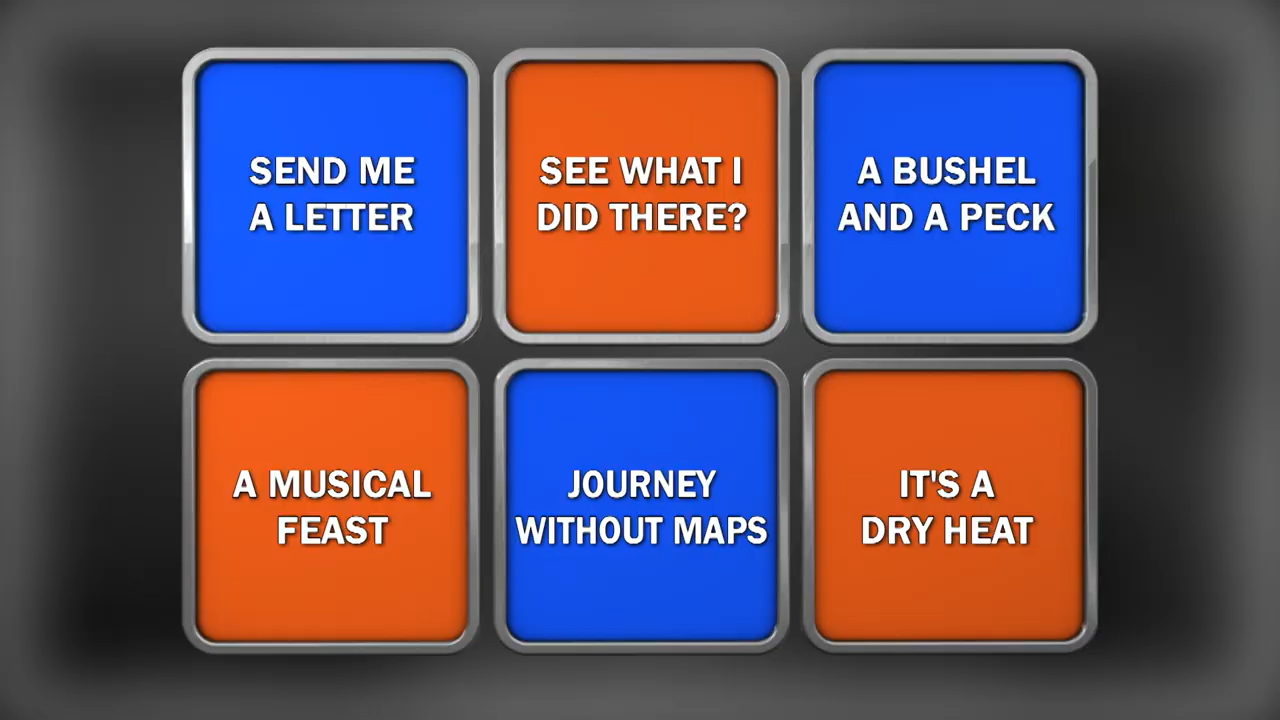 SEND ME
A LETTER
SEE WHAT I
DID THERE?
A BUSHEL
AND A PECK
A MUSICAL
FEAST
JOURNEY
WITHOUT MAPS
IT'S A
DRY HEAT